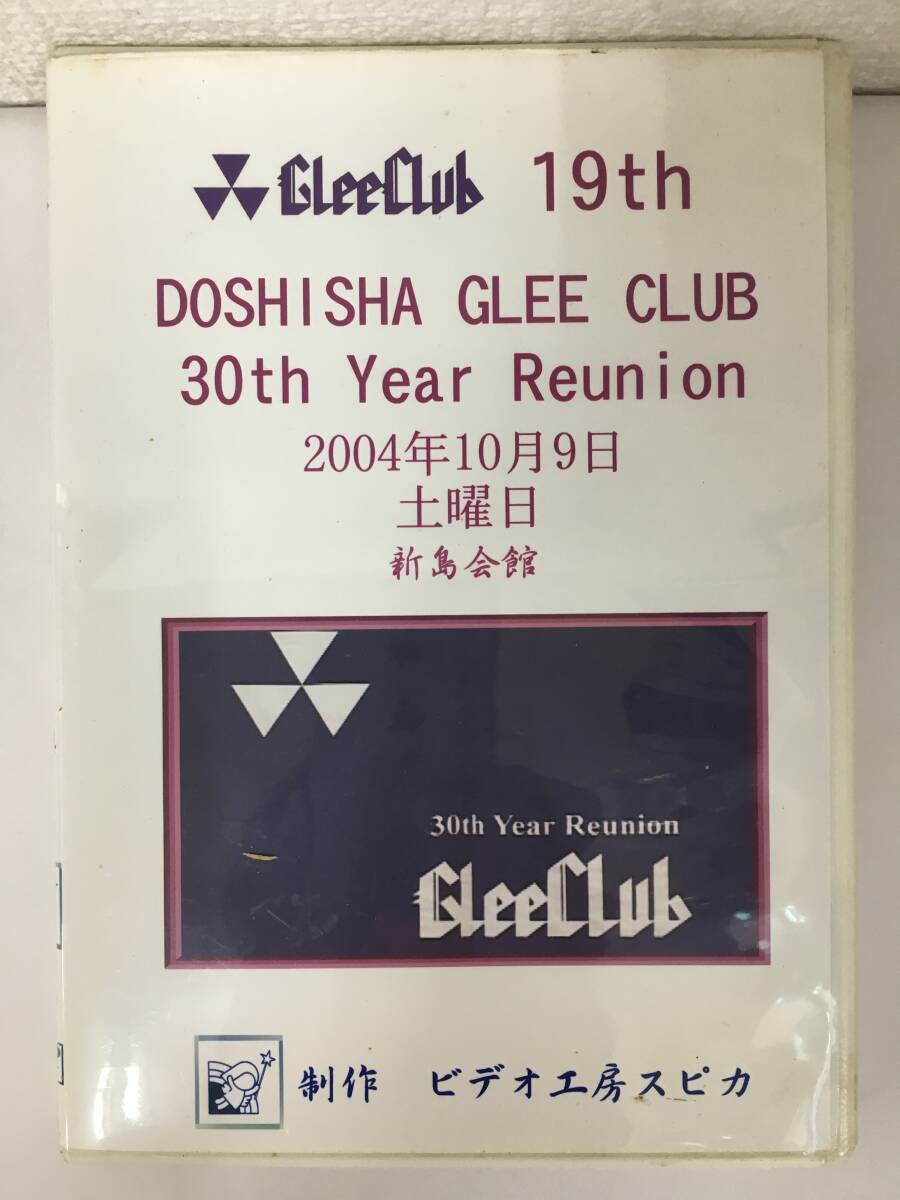 GleeClub 19th
DOSHISHA GLEE CLUB
30th Year Reunion
2004年10月9日
土曜日
新島会館
30th Year Reunion
GleeClub
制作 ビデオ工房スピカ